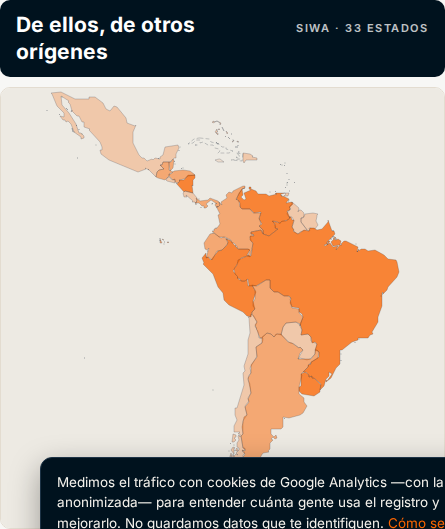 De ellos, de otros
orígenes
SIWA · 33 ESTADOS
Medimos el tráfico con cookies de Google Analytics —con la
anonimizada— para entender cuánta gente usa el registro y
mejorarlo. No guardamos datos que te identifiquen. Cómo se